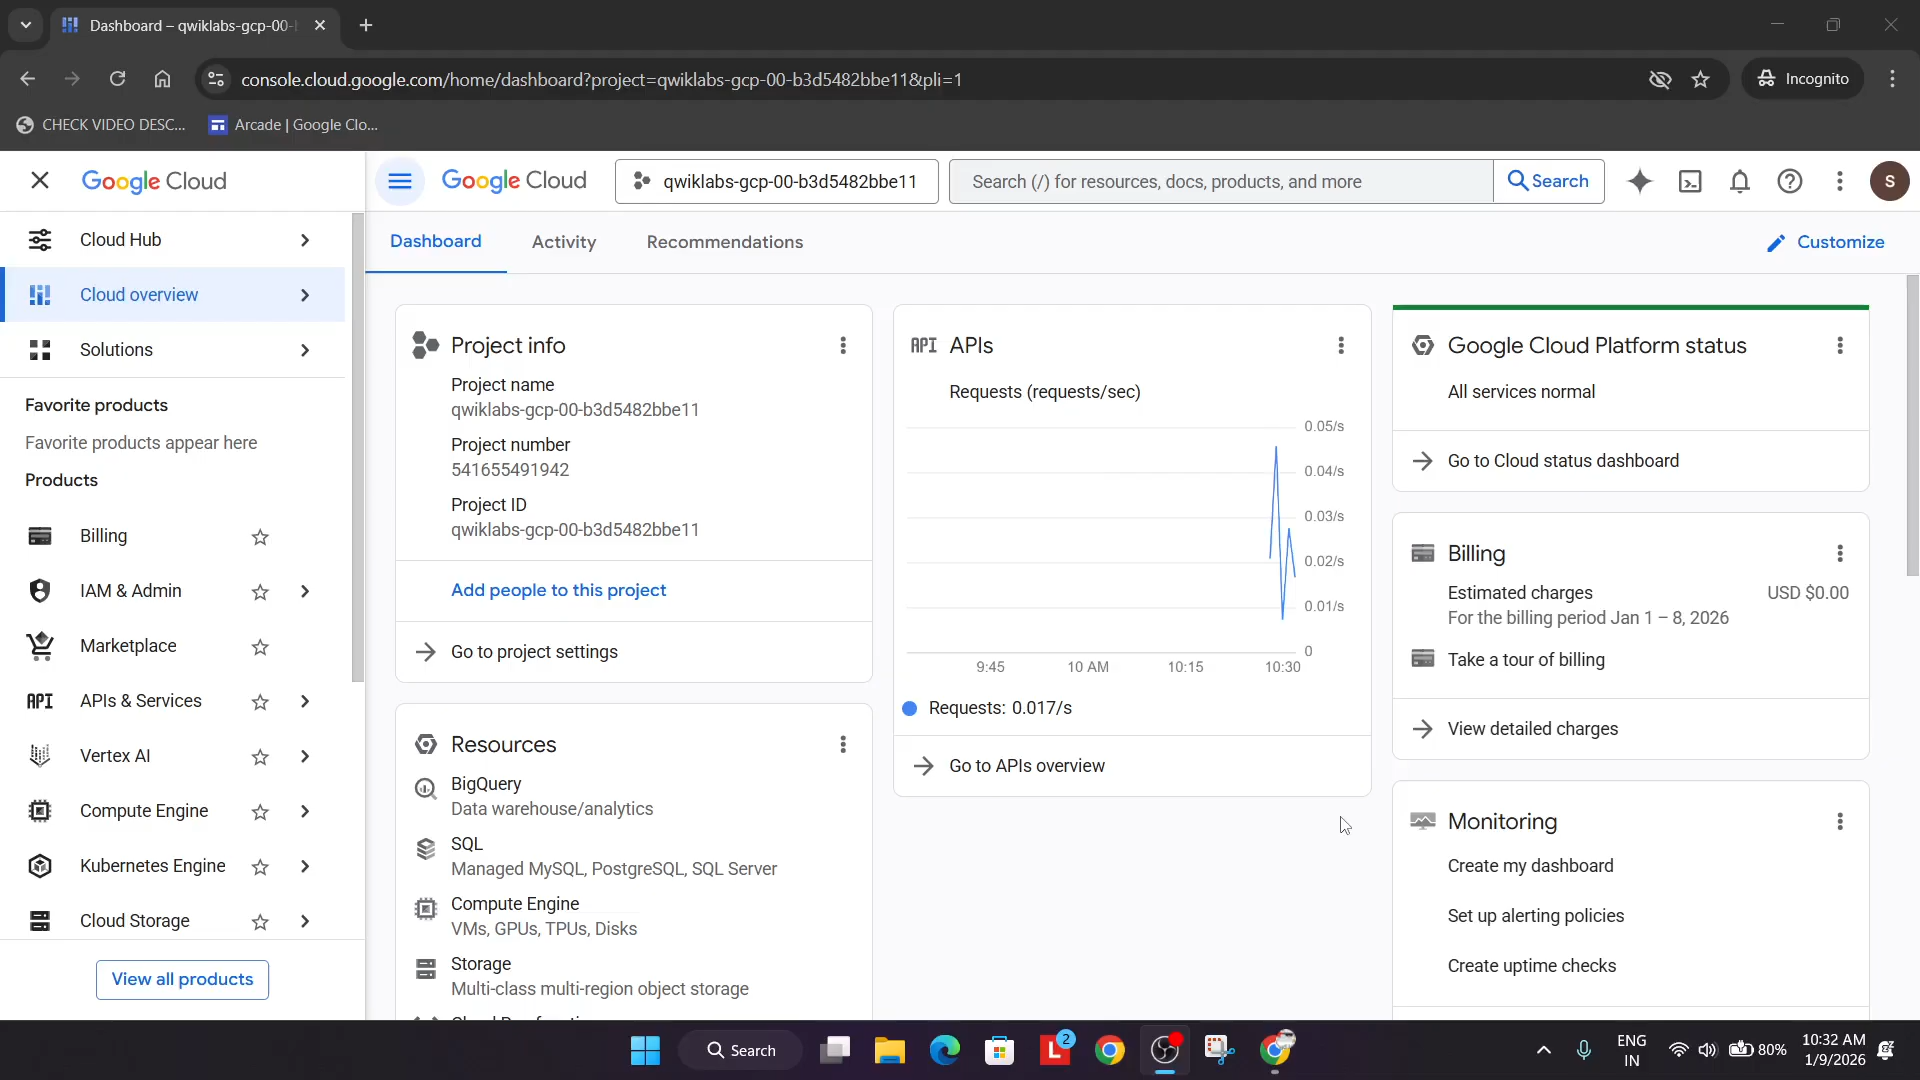 Dashboard – qwiklabs-gcp-00-
console.cloud.google.com/home/dashboard?project=qwiklabs-gcp-00-b3d5482bbe11&pli=1
Incognito
CHECK VIDEO DESC...
Arcade | Google Clo...
Google Cloud
Google Cloud
qwiklabs-gcp-00-b3d5482bbe11
Search (/) for resources, docs, products, and more
Search
S
Cloud Hub
Cloud overview
Solutions
Favorite products
Favorite products appear here
Products
Billing
IAM & Admin
Marketplace
API APIs & Services
Vertex AI
Compute Engine
Kubernetes Engine
Cloud Storage
View all products
Dashboard
Activity
Recommendations
Customize
Project info
Project name
qwiklabs-gcp-00-b3d5482bbe11
Project number
541655491942
Project ID
qwiklabs-gcp-00-b3d5482bbe11
Add people to this project
Go to project settings
Resources
BigQuery
Data warehouse/analytics
SQL
Managed MySQL, PostgreSQL, SQL Server
Compute Engine
VMs, GPUs, TPUs, Disks
Storage
Multi-class multi-region object storage
API APIs
Requests (requests/sec)
0.05/s
0.04/s
0.03/s
0.02/s
0.01/s
0
9:45 10 AM 10:15 10:30
Requests: 0.017/s
Go to APIs overview
Google Cloud Platform status
All services normal
Go to Cloud status dashboard
Billing
Estimated charges USD $0.00
For the billing period Jan 1 – 8, 2026
Take a tour of billing
View detailed charges
Monitoring
Create my dashboard
Set up alerting policies
Create uptime checks
Search
L 2
ENG
IN
80%
10:32 AM
1/9/2026